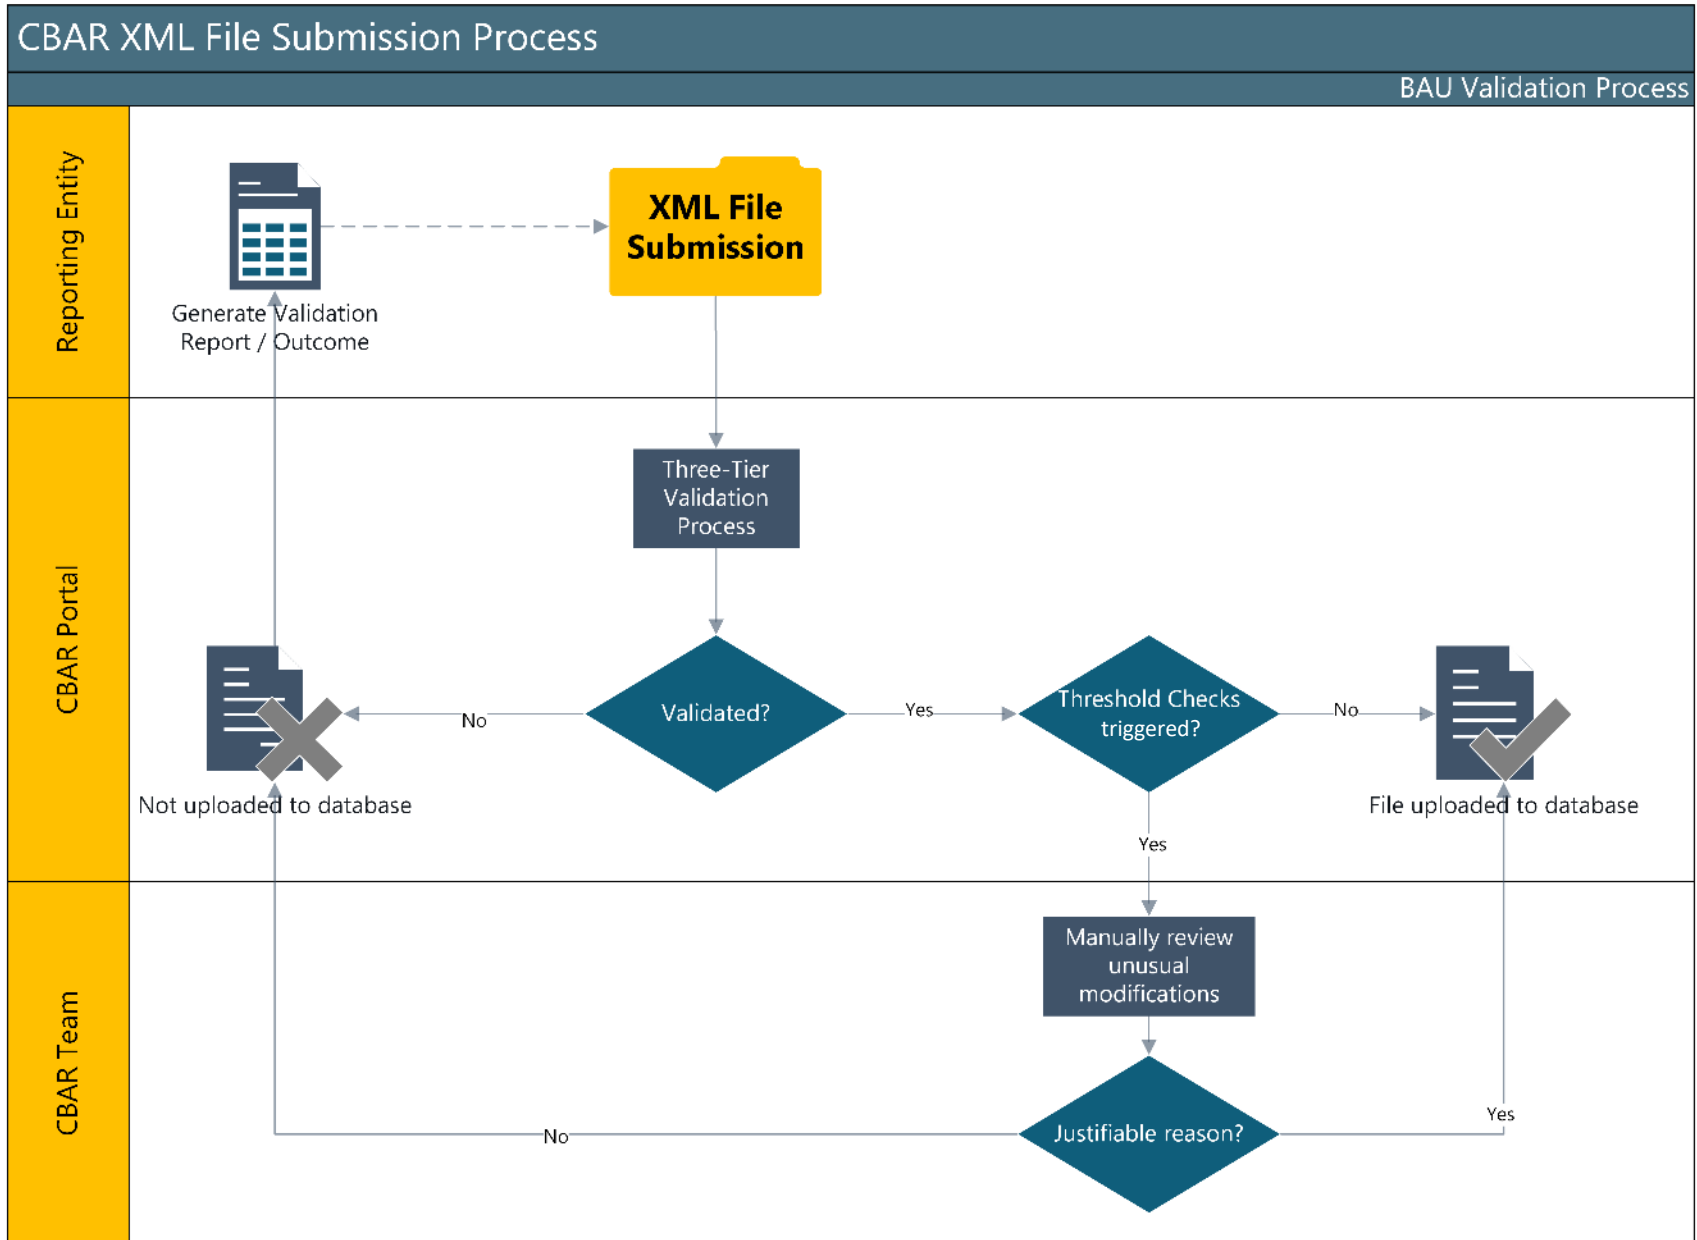 CBAR XML File Submission Process
BAU Validation Process
Reporting Entity
XML File
Submission
Generate Validation
Report / Outcome
CBAR Portal
Three-Tier
Validation
Process
Validated?
No
Yes
Threshold Checks
triggered?
No
Yes
Not uploaded to database
File uploaded to database
CBAR Team
Manually review
unusual
modifications
Justifiable reason?
No
Yes